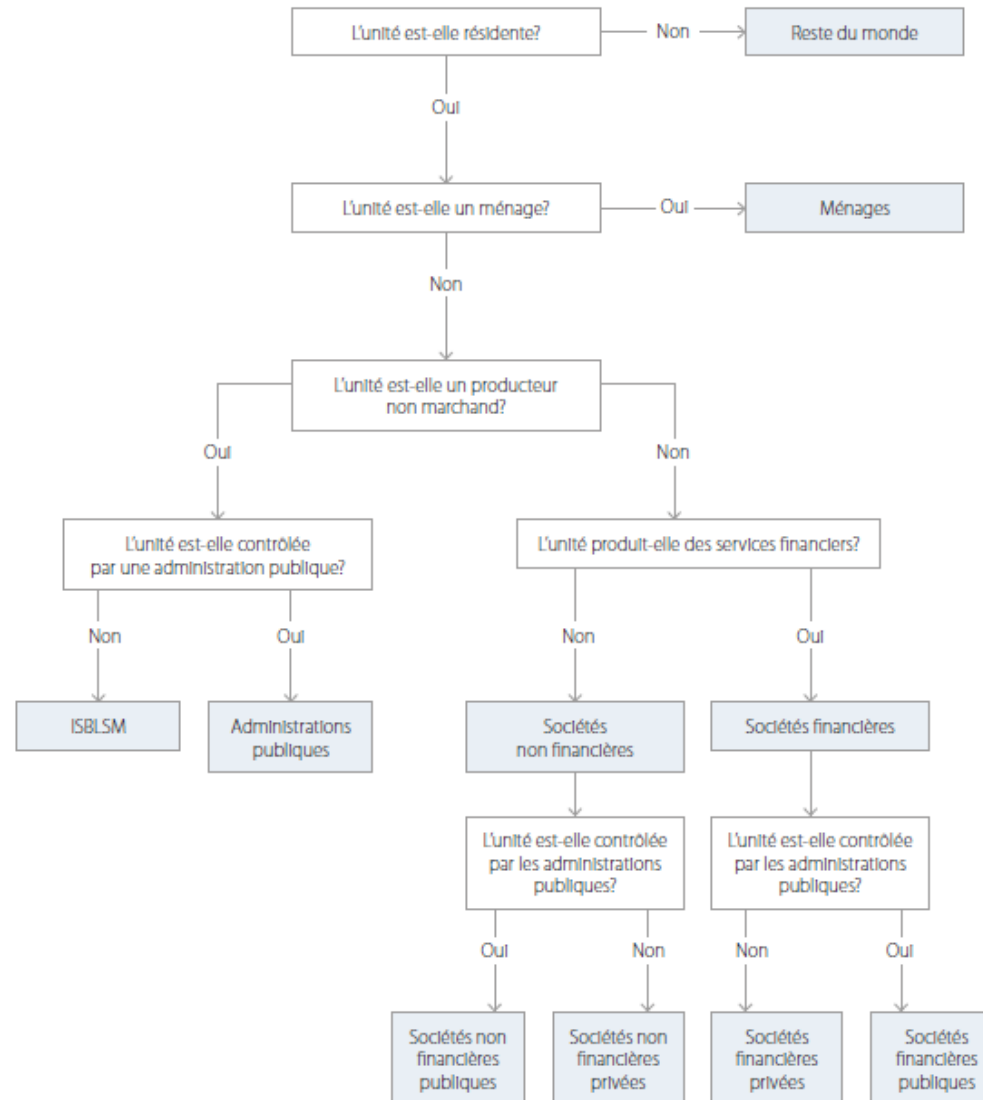 L'unité est-elle résidente?
Non
Reste du monde
Oui
L'unité est-elle un ménage?
Oui
Ménages
Non
L'unité est-elle un producteur
non marchand?
Oui
Non
L'unité est-elle contrôlée
par une administration publique?
L'unité produit-elle des services financiers?
Non
Oui
Non
Oui
ISBLSM
Administrations
publiques
Sociétés
non financières
Sociétés financières
L'unité est-elle contrôlée
par les administrations
publiques?
L'unité est-elle contrôlée
par les administrations
publiques?
Oui
Non
Non
Oui
Sociétés non
financières
publiques
Sociétés non
financières
privées
Sociétés
financières
privées
Sociétés
financières
publiques